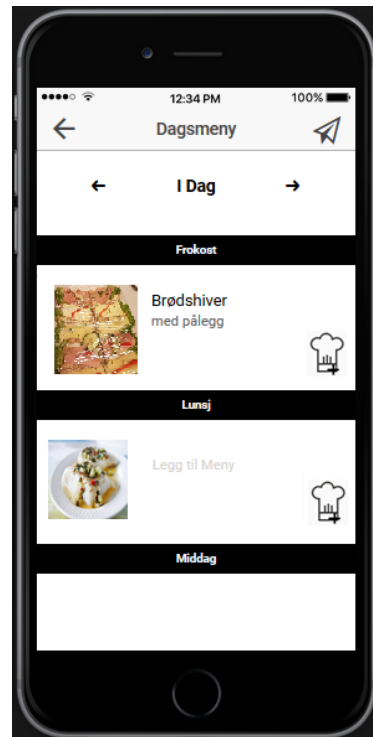 12:34 PM
100%
Dagsmeny
I Dag
Frokost
Brødshiver
med pålegg
Lunsj
Legg til Meny
Middag